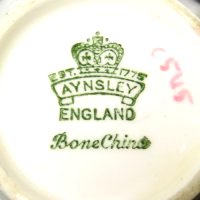 EST. 1775
AYNSLEY
ENGLAND
Bone China